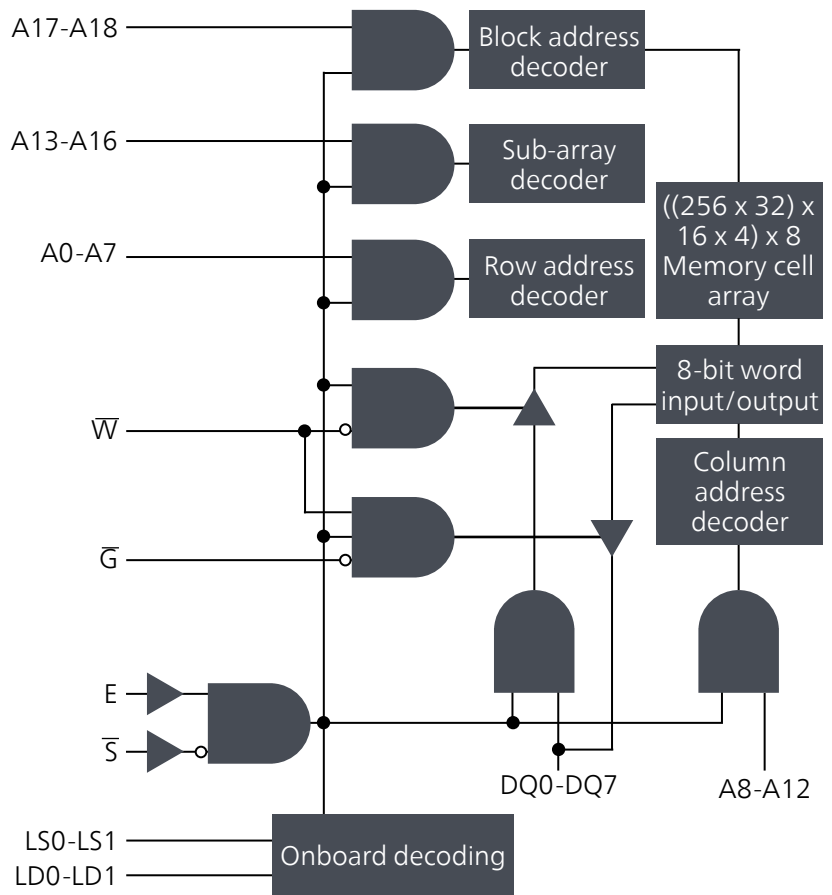 A17-A18
Block address
decoder
A13-A16
Sub-array
decoder
((256 x 32) x
16 x 4) x 8
Memory cell
array
A0-A7
Row address
decoder
8-bit word
input/output
W̅
Column
address
decoder
G̅
E
S̅
DQ0-DQ7
A8-A12
LS0-LS1
LD0-LD1
Onboard decoding